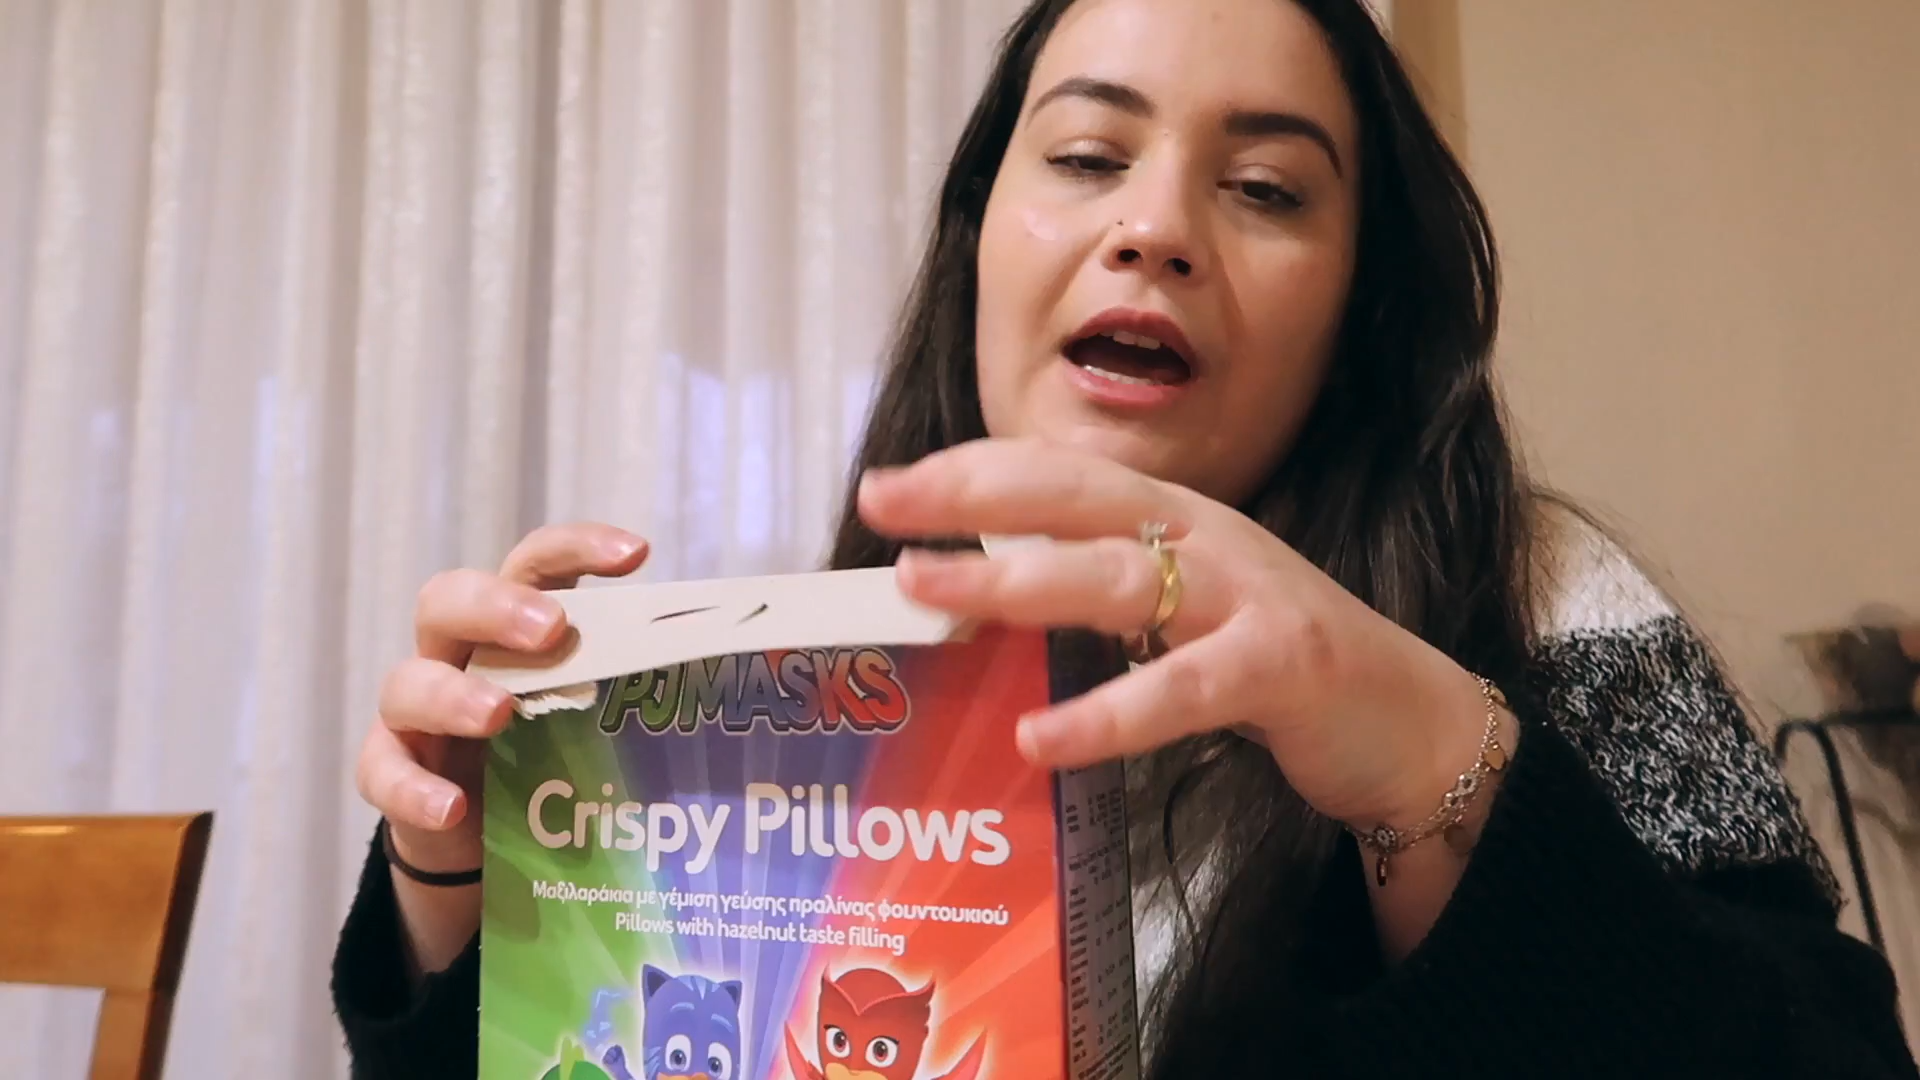 PJMASKS
Crispy Pillows
Μαξιλαράκια με γέμιση γεύσης πραλίνας φουντουκιού
Pillows with hazelnut taste filling